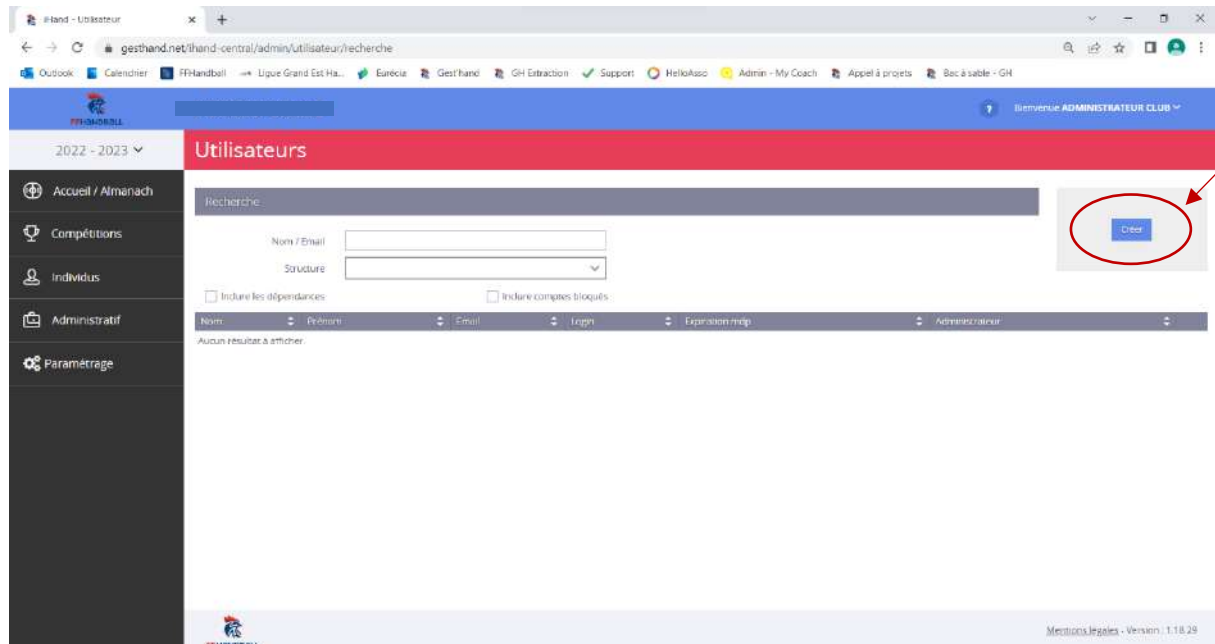 iHand - Utilisateur
gesthand.net/ihand-central/admin/utilisateur/recherche
Outlook Calendrier FFHandball Ligue Grand Est Ha... Eurécia Gest'hand GH Extraction Support HelloAsso Admin - My Coach Appel à projets Bac à sable - GH
FFHANDBALL
? Bienvenue ADMINISTRATEUR CLUB
2022 - 2023
Utilisateurs
Accueil / Almanach
Recherche
Créer
Compétitions
Nom / Email
Structure
Individus
Inclure les dépendances Inclure comptes bloqués
Administratif
Nom Prénom Email Login Expiration mdp Administrateur
Aucun résultat à afficher.
Paramétrage
Mentions légales - Version : 1.18.29